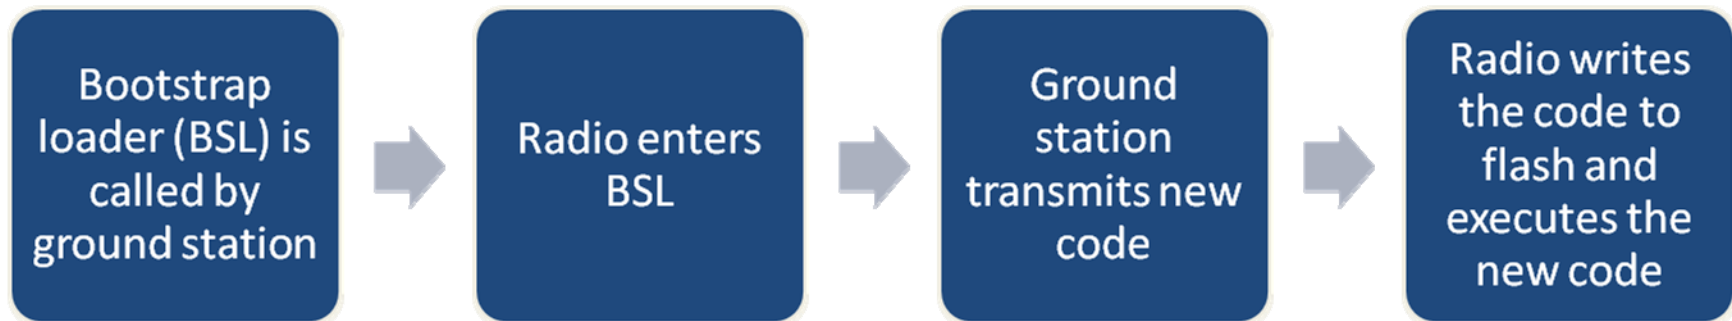 Bootstrap
loader (BSL) is
called by
ground station
Radio enters
BSL
Ground
station
transmits new
code
Radio writes
the code to
flash and
executes the
new code